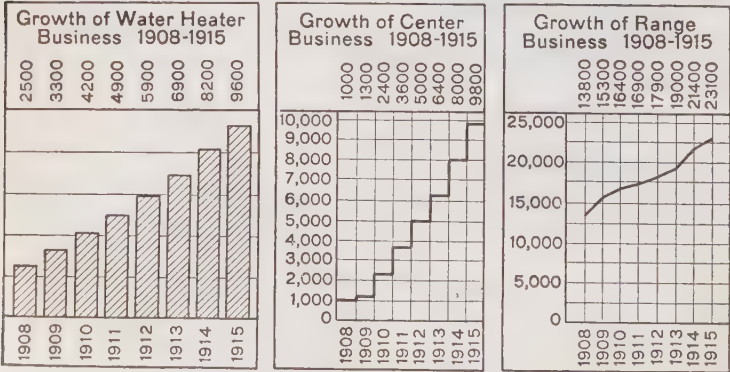 Growth of Water Heater
Business 1908-1915
2500 3300 4200 4900 5900 6900 8200 9600
1908 1909 1910 1911 1912 1913 1914 1915
Growth of Center
Business 1908-1915
1000 1300 2400 3600 5000 6400 8000 9800
10,000
9,000
8,000
7,000
6,000
5,000
4,000
3,000
2,000
1,000
0
1908 1909 1910 1911 1912 1913 1914 1915
Growth of Range
Business 1908-1915
13800 15300 16400 16900 17900 19000 21400 23100
25,000
20,000
15,000
10,000
5,000
0
1908 1909 1910 1911 1912 1913 1914 1915